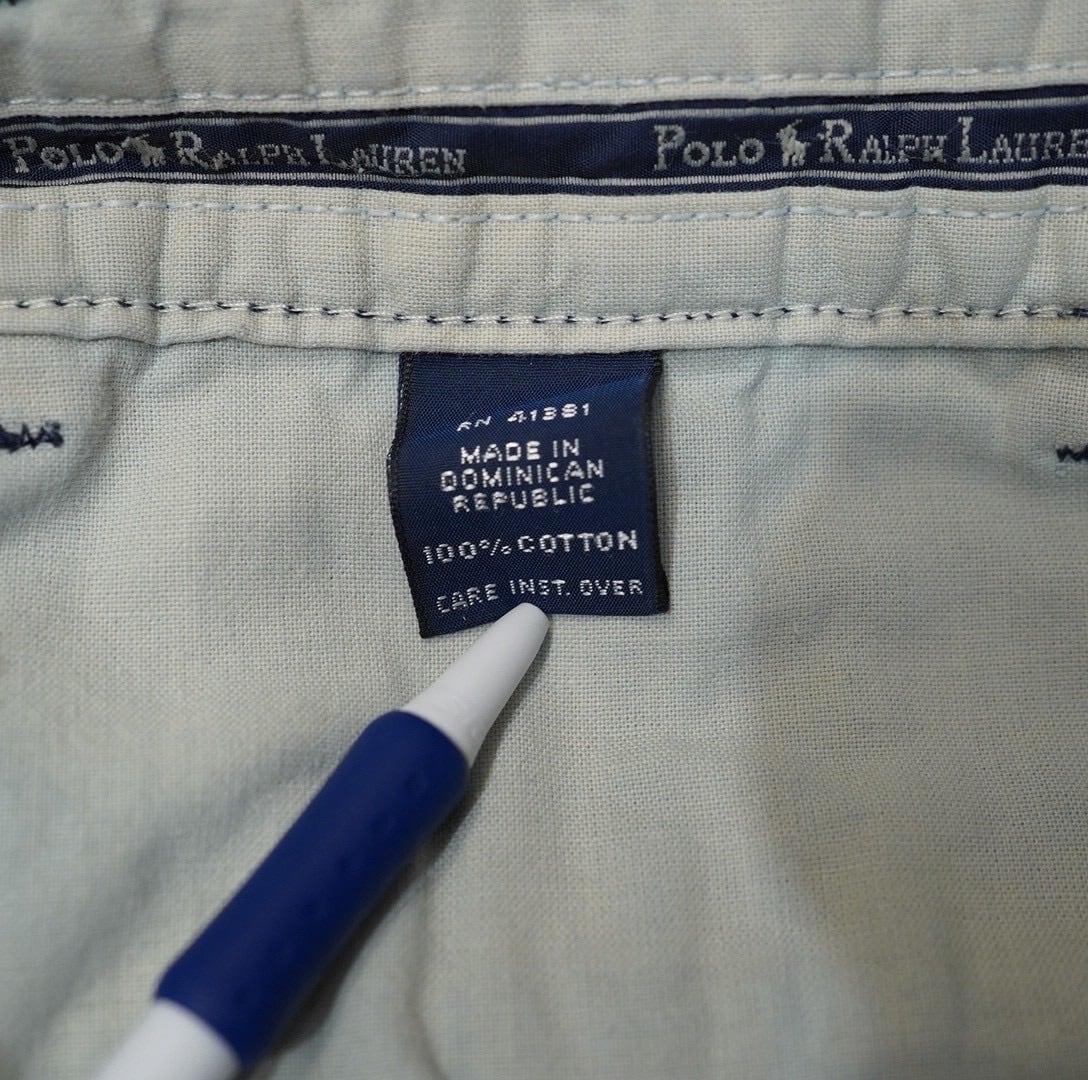 POLO RALPH LAUREN POLO RALPH LAUREN
RN 41381
MADE IN
DOMINICAN
REPUBLIC
100% COTTON
CARE INST. OVER